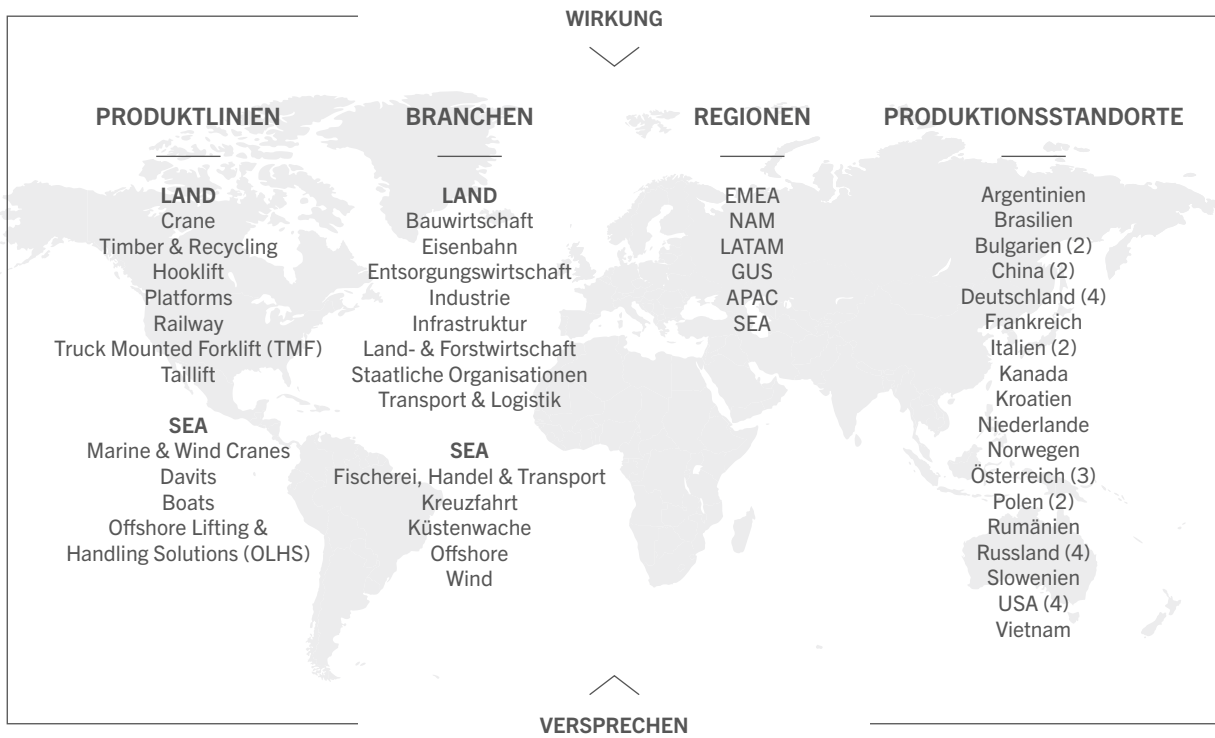 WIRKUNG
PRODUKTLINIEN
LAND
Crane
Timber & Recycling
Hooklift
Platforms
Railway
Truck Mounted Forklift (TMF)
Taillift
SEA
Marine & Wind Cranes
Davits
Boats
Offshore Lifting &
Handling Solutions (OLHS)
BRANCHEN
LAND
Bauwirtschaft
Eisenbahn
Entsorgungswirtschaft
Industrie
Infrastruktur
Land- & Forstwirtschaft
Staatliche Organisationen
Transport & Logistik
SEA
Fischerei, Handel & Transport
Kreuzfahrt
Küstenwache
Offshore
Wind
REGIONEN
EMEA
NAM
LATAM
GUS
APAC
SEA
PRODUKTIONSSTANDORTE
Argentinien
Brasilien
Bulgarien (2)
China (2)
Deutschland (4)
Frankreich
Italien (2)
Kanada
Kroatien
Niederlande
Norwegen
Österreich (3)
Polen (2)
Rumänien
Russland (4)
Slowenien
USA (4)
Vietnam
VERSPRECHEN